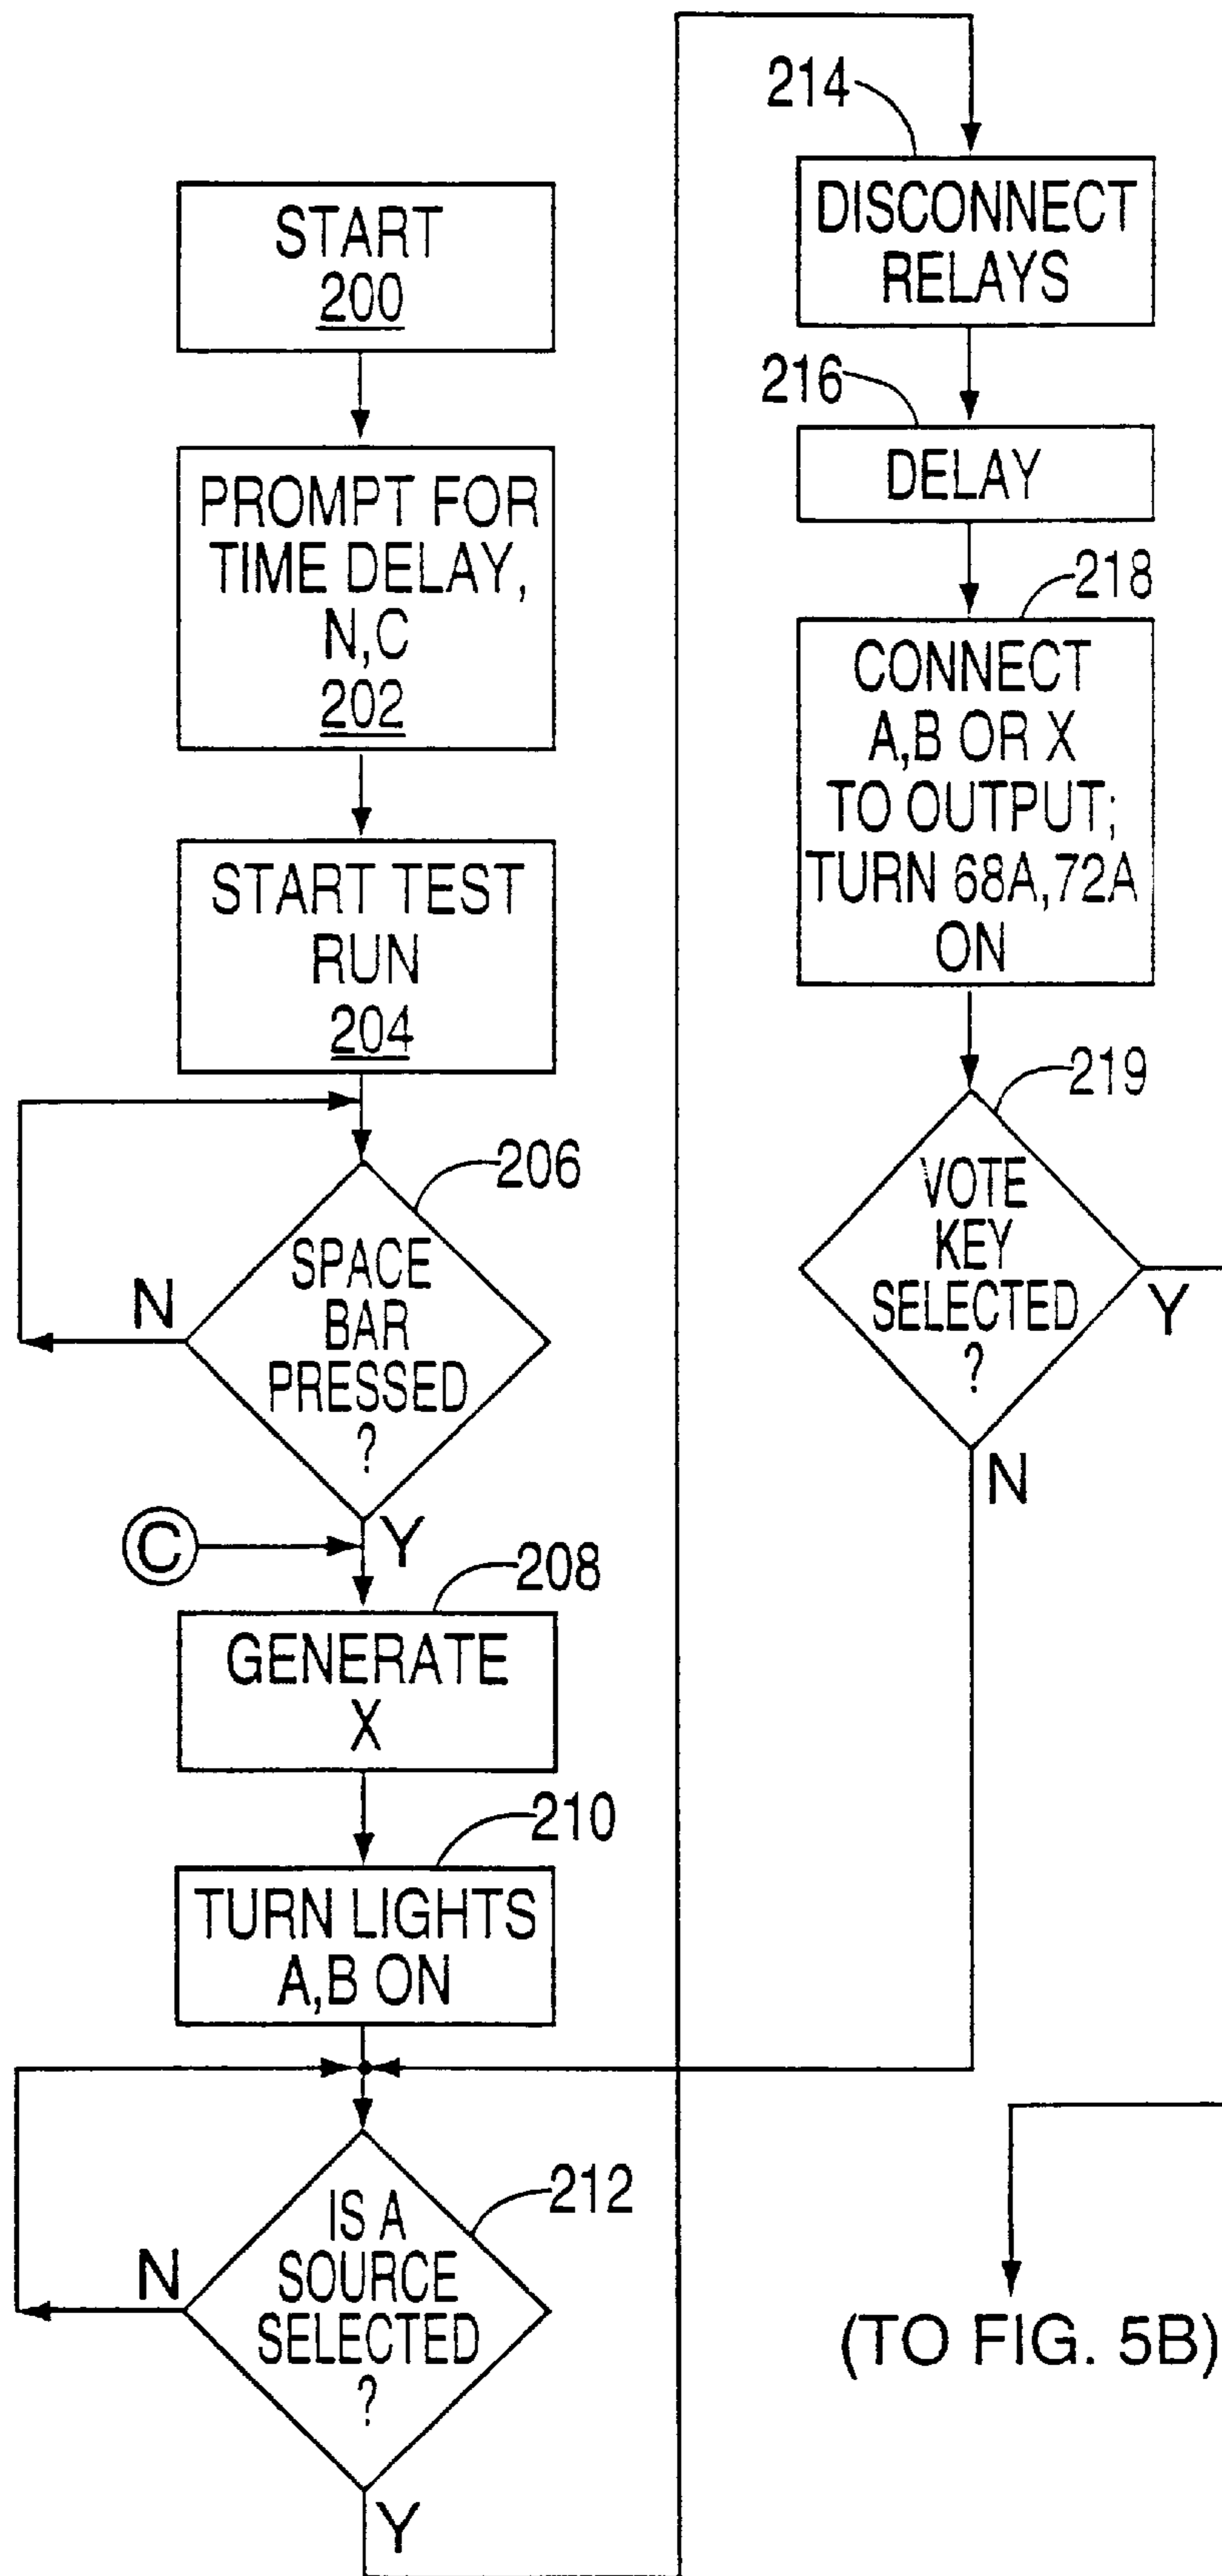 START
200
PROMPT FOR
TIME DELAY,
N,C
202
START TEST
RUN
204
206
SPACE
BAR
PRESSED
?
N
Y
C
208
GENERATE
X
210
TURN LIGHTS
A,B ON
212
IS A
SOURCE
SELECTED
?
N
Y
214
DISCONNECT
RELAYS
216
DELAY
218
CONNECT
A,B OR X
TO OUTPUT;
TURN 68A,72A
ON
219
VOTE
KEY
SELECTED
?
Y
N
(TO FIG. 5B)